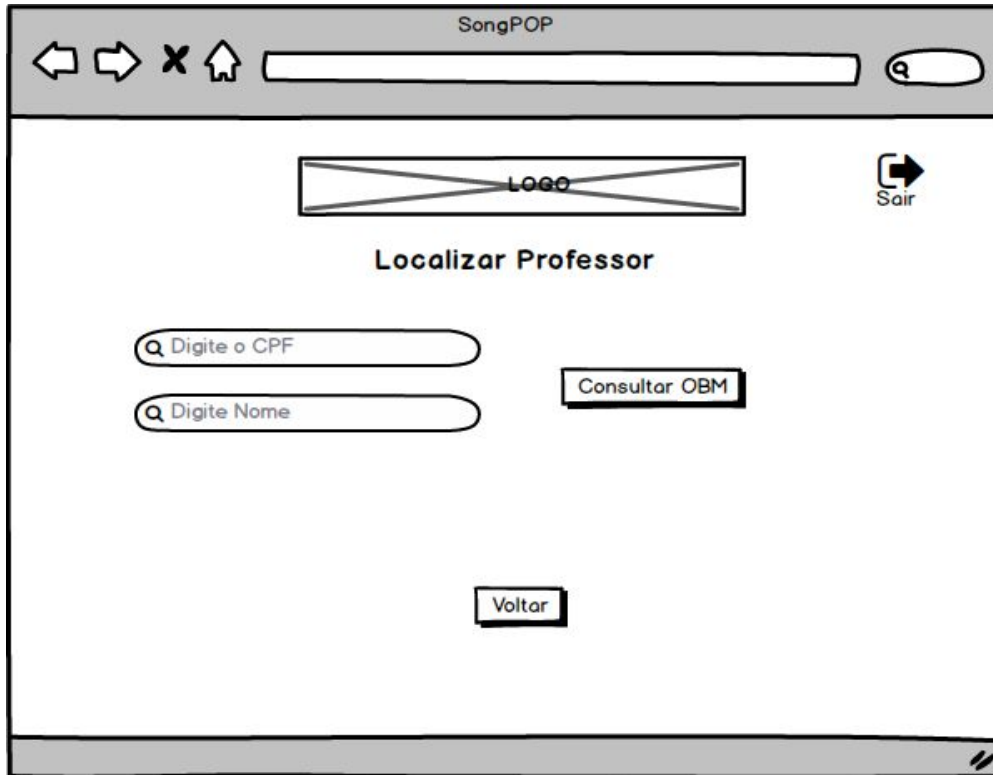 SongPOP
LOGO
Sair
Localizar Professor
Digite o CPF
Consultar OBM
Digite Nome
Voltar